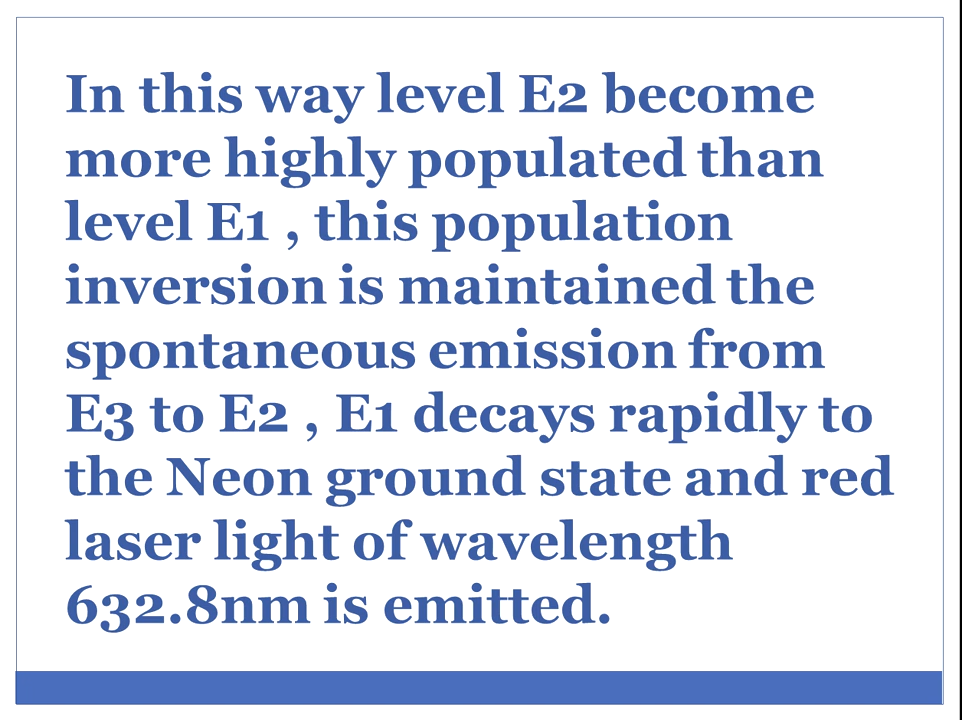 In this way level E2 become
more highly populated than
level E1 , this population
inversion is maintained the
spontaneous emission from
E3 to E2 , E1 decays rapidly to
the Neon ground state and red
laser light of wavelength
632.8nm is emitted.